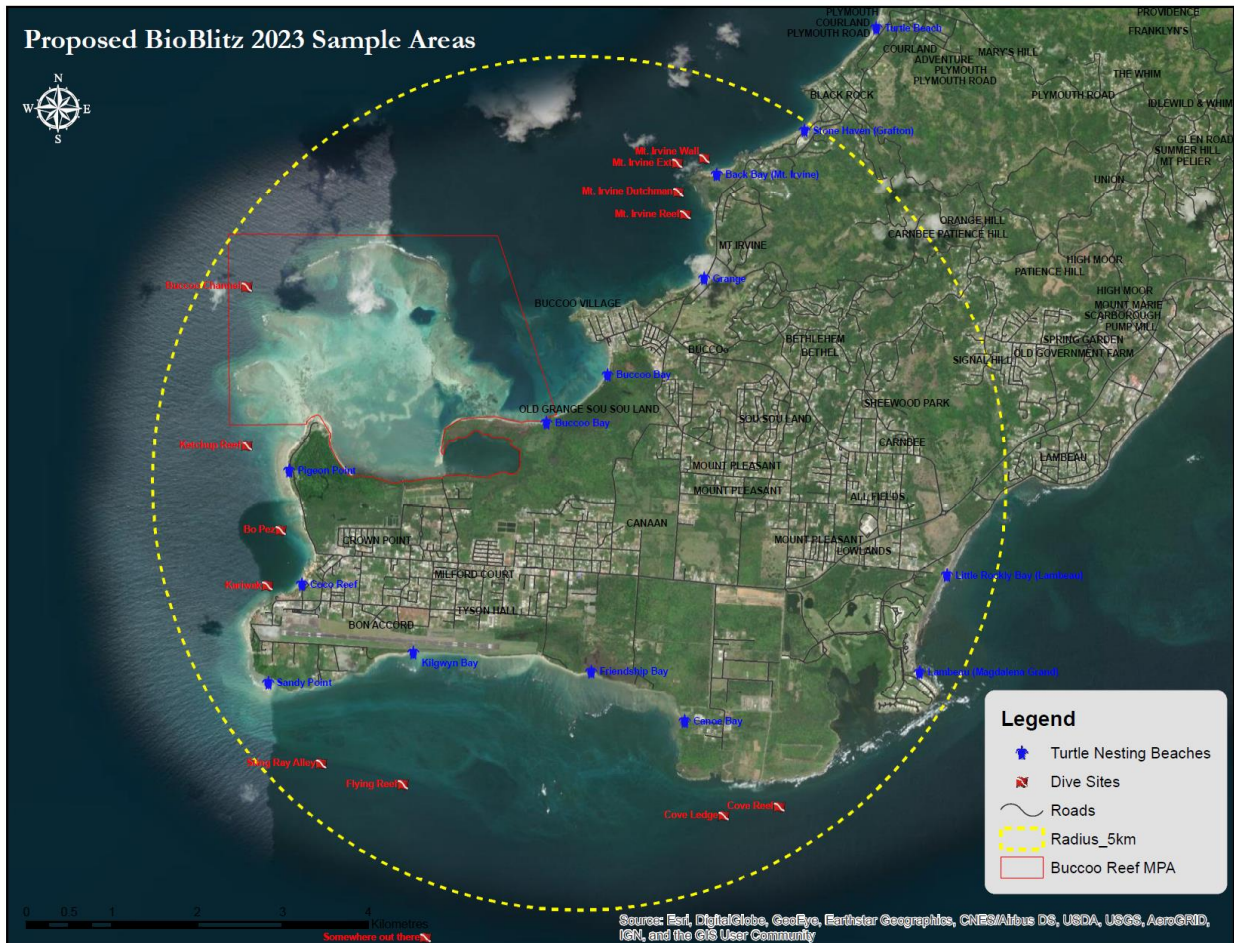 Proposed BioBlitz 2023 Sample Areas
N
W E
S
PLYMOUTH
COURLAND
PLYMOUTH ROAD
Turtle Beach
COURLAND
ADVENTURE
PLYMOUTH
PLYMOUTH ROAD
MARY'S HILL
PROVIDENCE
FRANKLYN'S
THE WHIM
PLYMOUTH ROAD
IDLEWILD & WHIM
BLACK ROCK
Stone Haven (Grafton)
GLEN ROAD
SUMMER HILL
MT PELIER
Mt. Irvine Wall
Mt. Irvine Ext
Back Bay (Mt. Irvine)
UNION
Mt. Irvine Dutchman
Mt. Irvine Reef
ORANGE HILL
CARNBEE PATIENCE HILL
MT IRVINE
HIGH MOOR
PATIENCE HILL
Grange
Buccoo Channel
HIGH MOOR
MOUNT MARIE
SCARBOROUGH
PUMP MILL
BUCCOO VILLAGE
BETHLEHEM
BETHEL
SPRING GARDEN
OLD GOVERNMENT FARM
BUCCOO
SIGNAL HILL
Buccoo Bay
OLD GRANGE SOU SOU LAND
Buccoo Bay
SHEEWOOD PARK
SOU SOU LAND
CARNBEE
LAMBEAU
Pigeon Point
MOUNT PLEASANT
MOUNT PLEASANT
ALL FIELDS
Bo Pez
CANAAN
CROWN POINT
MOUNT PLEASANT
LOWLANDS
MILFORD COURT
Little Rockly Bay (Lambeau)
Kariwak
Coco Reef
TYSON HALL
BON ACCORD
Kilgwyn Bay
Friendship Bay
Lambeau (Magdalena Grand)
Sandy Point
Canoe Bay
Sting Ray Alley
Flying Reef
Cove Reef
Cove Ledge
Legend
Turtle Nesting Beaches
Dive Sites
Roads
Radius_5km
Buccoo Reef MPA
0 0.5 1 2 3 4
Kilometres
Somewhere out there
Source: Esri, DigitalGlobe, GeoEye, Earthstar Geographics, CNES/Airbus DS, USDA, USGS, AeroGRID,
IGN, and the GIS User Community